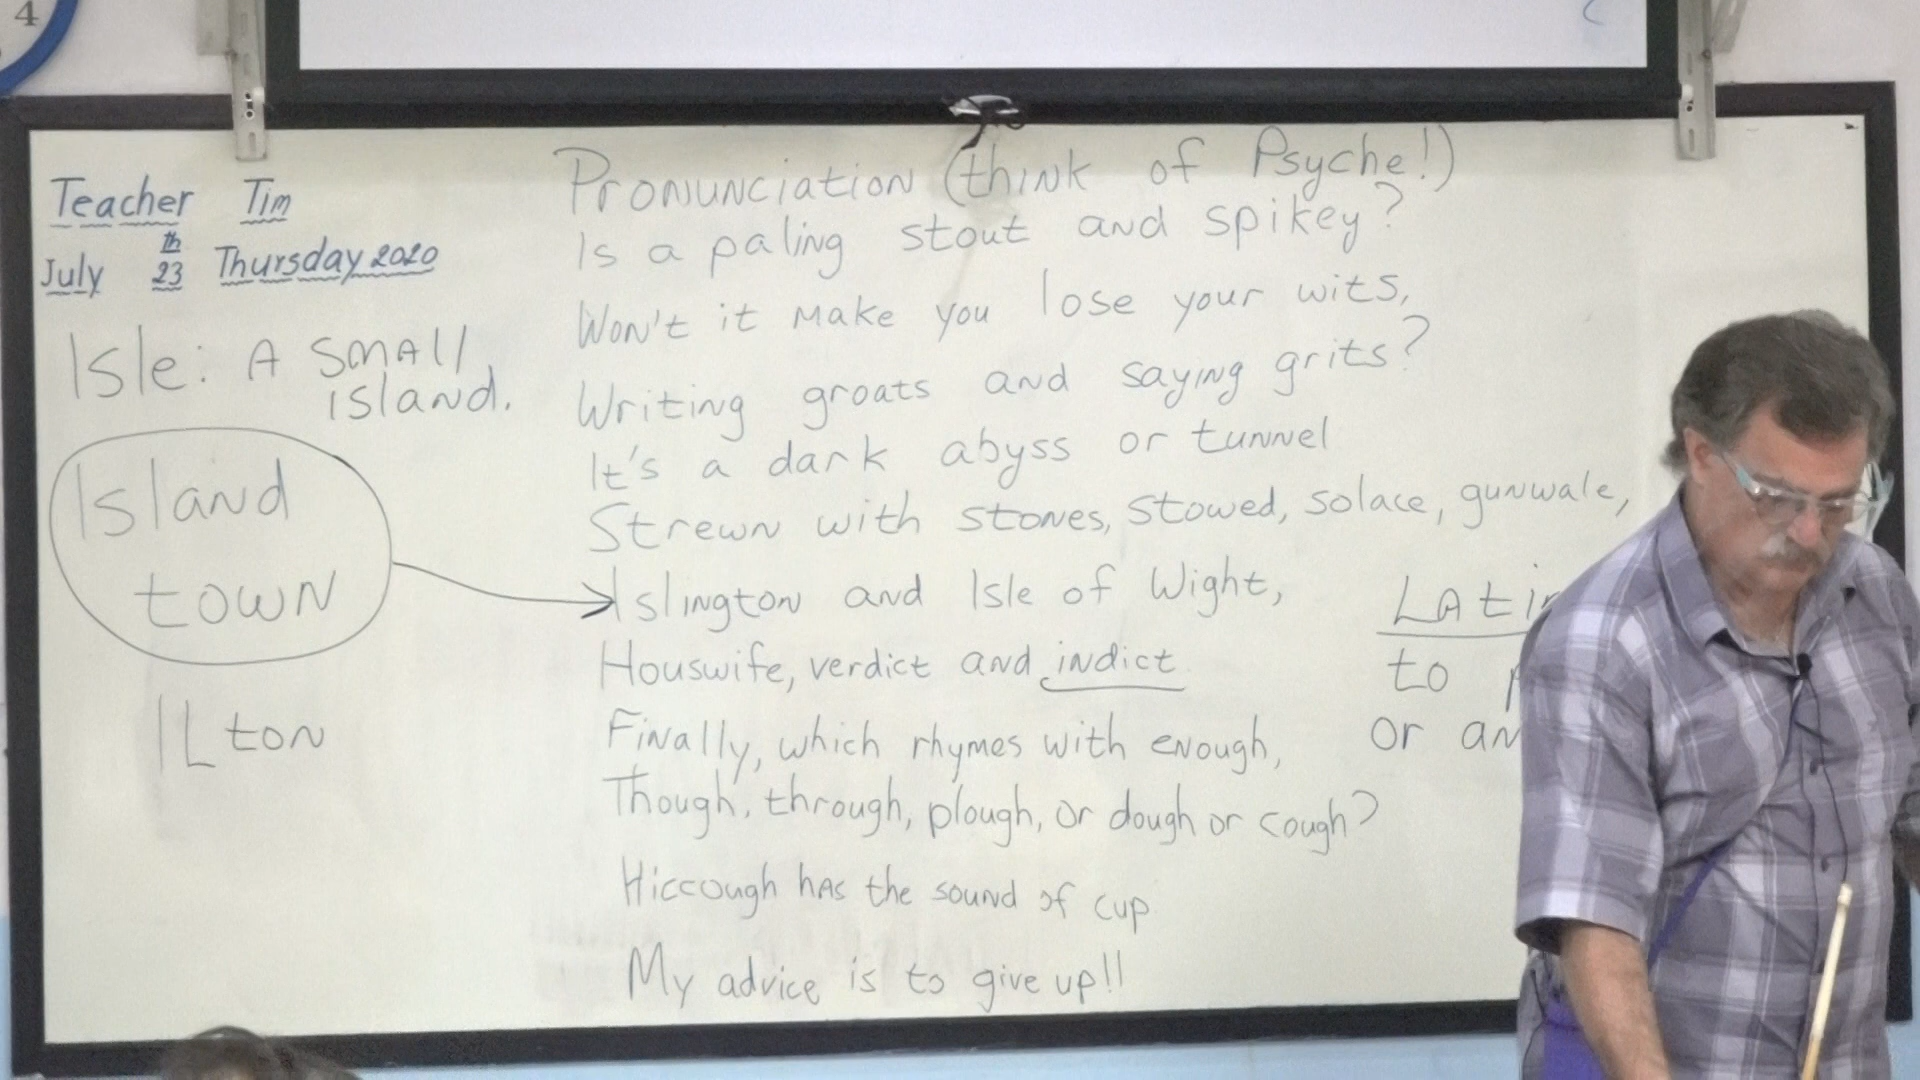 4
Teacher Tim
July 23th Thursday 2020
Isle: A small
island.
Island
town
ILton
Pronunciation (think of Psyche!)
Is a paling stout and spikey?
Won't it make you lose your wits,
Writing groats and saying grits?
It's a dark abyss or tunnel
Strewn with stones, stowed, solace, gunwale,
Islington and Isle of Wight,
Houswife, verdict and indict
Finally, which rhymes with enough,
Though, through, plough, or dough or cough?
Hiccough has the sound of cup
My advice is to give up!!
to
or